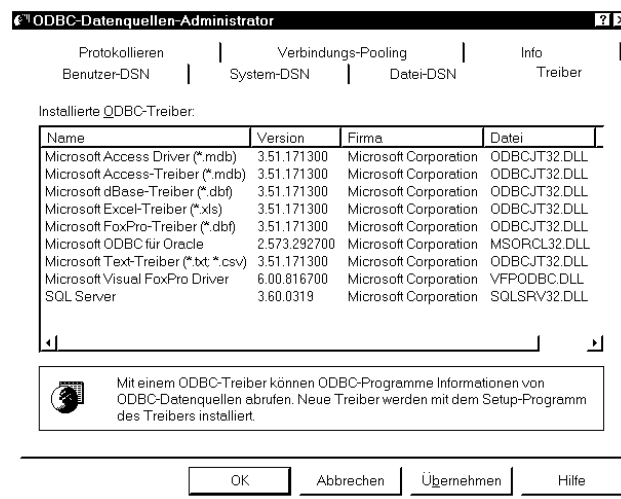 ODBC-Datenquellen-Administrator
Protokollieren Verbindungs-Pooling Info
Benutzer-DSN System-DSN Datei-DSN Treiber
Installierte ODBC-Treiber:
Name Version Firma Datei
Microsoft Access Driver (*.mdb) 3.51.171300 Microsoft Corporation ODBCJT32.DLL
Microsoft Access-Treiber (*.mdb) 3.51.171300 Microsoft Corporation ODBCJT32.DLL
Microsoft dBase-Treiber (*.dbf) 3.51.171300 Microsoft Corporation ODBCJT32.DLL
Microsoft Excel-Treiber (*.xls) 3.51.171300 Microsoft Corporation ODBCJT32.DLL
Microsoft FoxPro-Treiber (*.dbf) 3.51.171300 Microsoft Corporation ODBCJT32.DLL
Microsoft ODBC für Oracle 2.573.292700 Microsoft Corporation MSORCL32.DLL
Microsoft Text-Treiber (*.txt; *.csv) 3.51.171300 Microsoft Corporation ODBCJT32.DLL
Microsoft Visual FoxPro Driver 6.00.816700 Microsoft Corporation VFPODBC.DLL
SQL Server 3.60.0319 Microsoft Corporation SQLSRV32.DLL
Mit einem ODBC-Treiber können ODBC-Programme Informationen von
ODBC-Datenquellen abrufen. Neue Treiber werden mit dem Setup-Programm
des Treibers installiert.
OK Abbrechen Übernehmen Hilfe